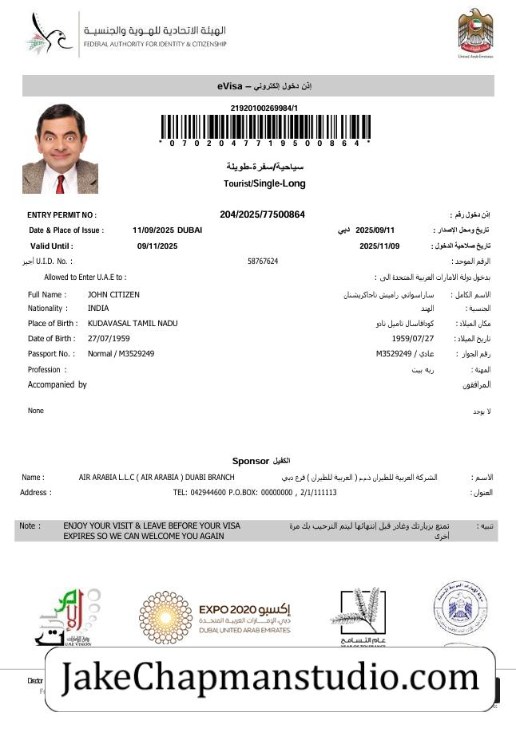 الهيئة الاتحادية للهوية والجنسية
FEDERAL AUTHORITY FOR IDENTITY & CITIZENSHIP
United Arab Emirates
eVisa – إذن دخول إلكتروني
21920100269984/1
* 0 7 0 2 0 4 7 7 1 9 5 0 0 8 6 4 *
سياحية/سفرة-طويلة
Tourist/Single-Long
ENTRY PERMIT NO : 204/2025/77500864 إذن دخول رقم :
Date & Place of Issue : 11/09/2025 DUBAI 2025/09/11 دبي تاريخ ومحل الإصدار :
Valid Until : 09/11/2025 2025/11/09 تاريخ صلاحية الدخول :
U.I.D. No. : 58767624 الرقم الموحد :
Allowed to Enter U.A.E to : بدخول دولة الامارات العربية المتحدة الى :
Full Name : JOHN CITIZEN ساراسواتي راميش ناجاكريشنان الاسم الكامل :
Nationality : INDIA الهند الجنسية :
Place of Birth : KUDAVASAL TAMIL NADU كودافاسال تاميل نادو مكان الميلاد :
Date of Birth : 27/07/1959 1959/07/27 تاريخ الميلاد :
Passport No. : Normal / M3529249 عادي / M3529249 رقم الجواز :
Profession : ربه بيت المهنة :
Accompanied by المرافقون
None لا يوجد
Sponsor الكفيل
Name : AIR ARABIA L.L.C ( AIR ARABIA ) DUABI BRANCH الشركة العربية للطيران ذ.م.م ( العربية للطيران ) فرع دبي الاسم :
Address : TEL: 042944600 P.O.BOX: 00000000 , 2/1/111113 العنوان :
Note : ENJOY YOUR VISIT & LEAVE BEFORE YOUR VISA تمتع بزيارتك وغادر قبل إنتهائها ليتم الترحيب بك مرة تنبيه :
EXPIRES SO WE CAN WELCOME YOU AGAIN أخرى
EXPO 2020 إكسبو
دبي، الإمارات العربية المتحدة
DUBAI, UNITED ARAB EMIRATES
عام التسامح
JakeChapmanstudio.com